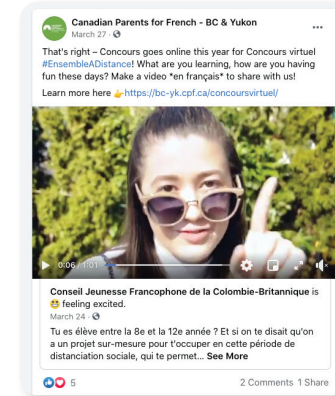 Canadian Parents for French - BC & Yukon
March 27 ·
That's right – Concours goes online this year for Concours virtuel
#EnsembleADistance! What are you learning, how are you having
fun these days? Make a video *en français* to share with us!
Learn more here 👉https://bc-yk.cpf.ca/concoursvirtuel/
0:06 / 1:01
Conseil Jeunesse Francophone de la Colombie-Britannique is
😃 feeling excited.
March 24 ·
Tu es élève entre la 8e et la 12e année ? Et si on te disait qu'on
a un projet sur-mesure pour t'occuper en cette période de
distanciation sociale, qui te permet... See More
5
2 Comments 1 Share